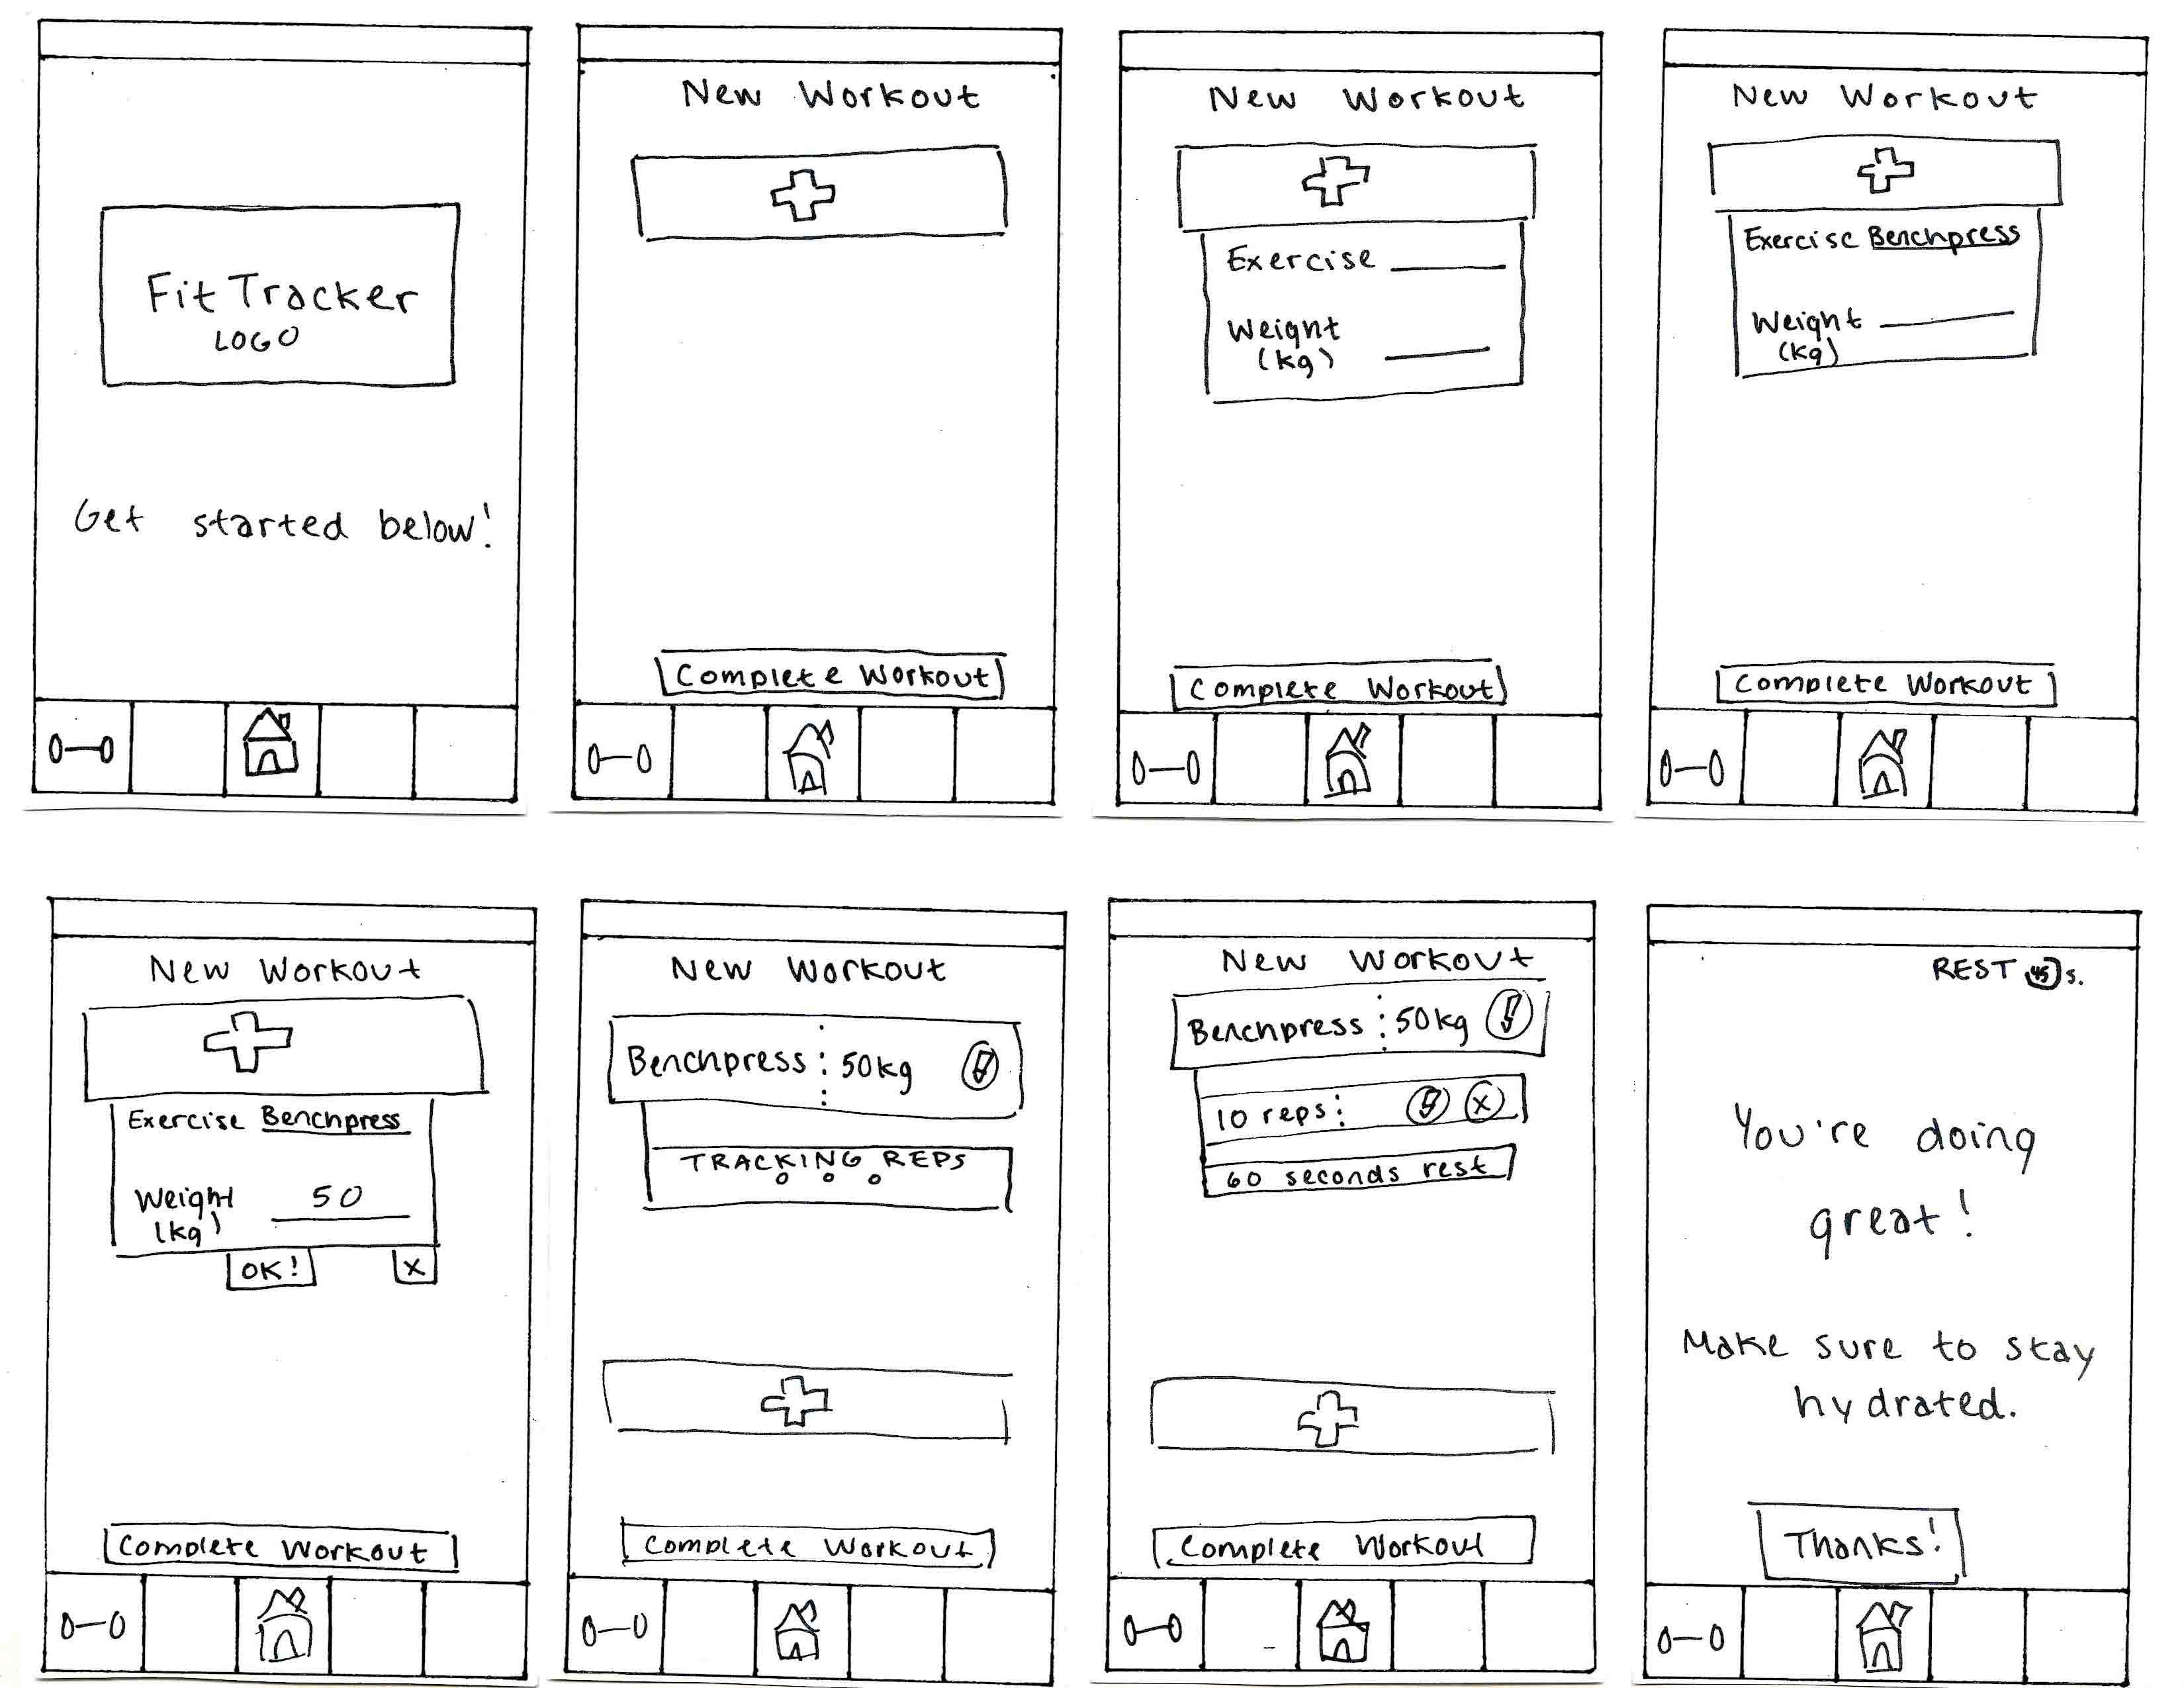 Fit Tracker
LOGO
Get started below!
New Workout
Complete Workout
New Workout
Exercise
Weight
(kg)
Complete Workout
New Workout
Exercise Benchpress
Weight
(kg)
Complete Workout
New Workout
Exercise Benchpress
Weight 50
(kg)
OK! X
Complete Workout
New Workout
Benchpress 50kg
TRACKING REPS
Complete Workout
New Workout
Benchpress 50kg
10 reps X
60 seconds rest
Complete Workout
REST 45 s.
You're doing
great!
Make sure to stay
hydrated.
Thanks!